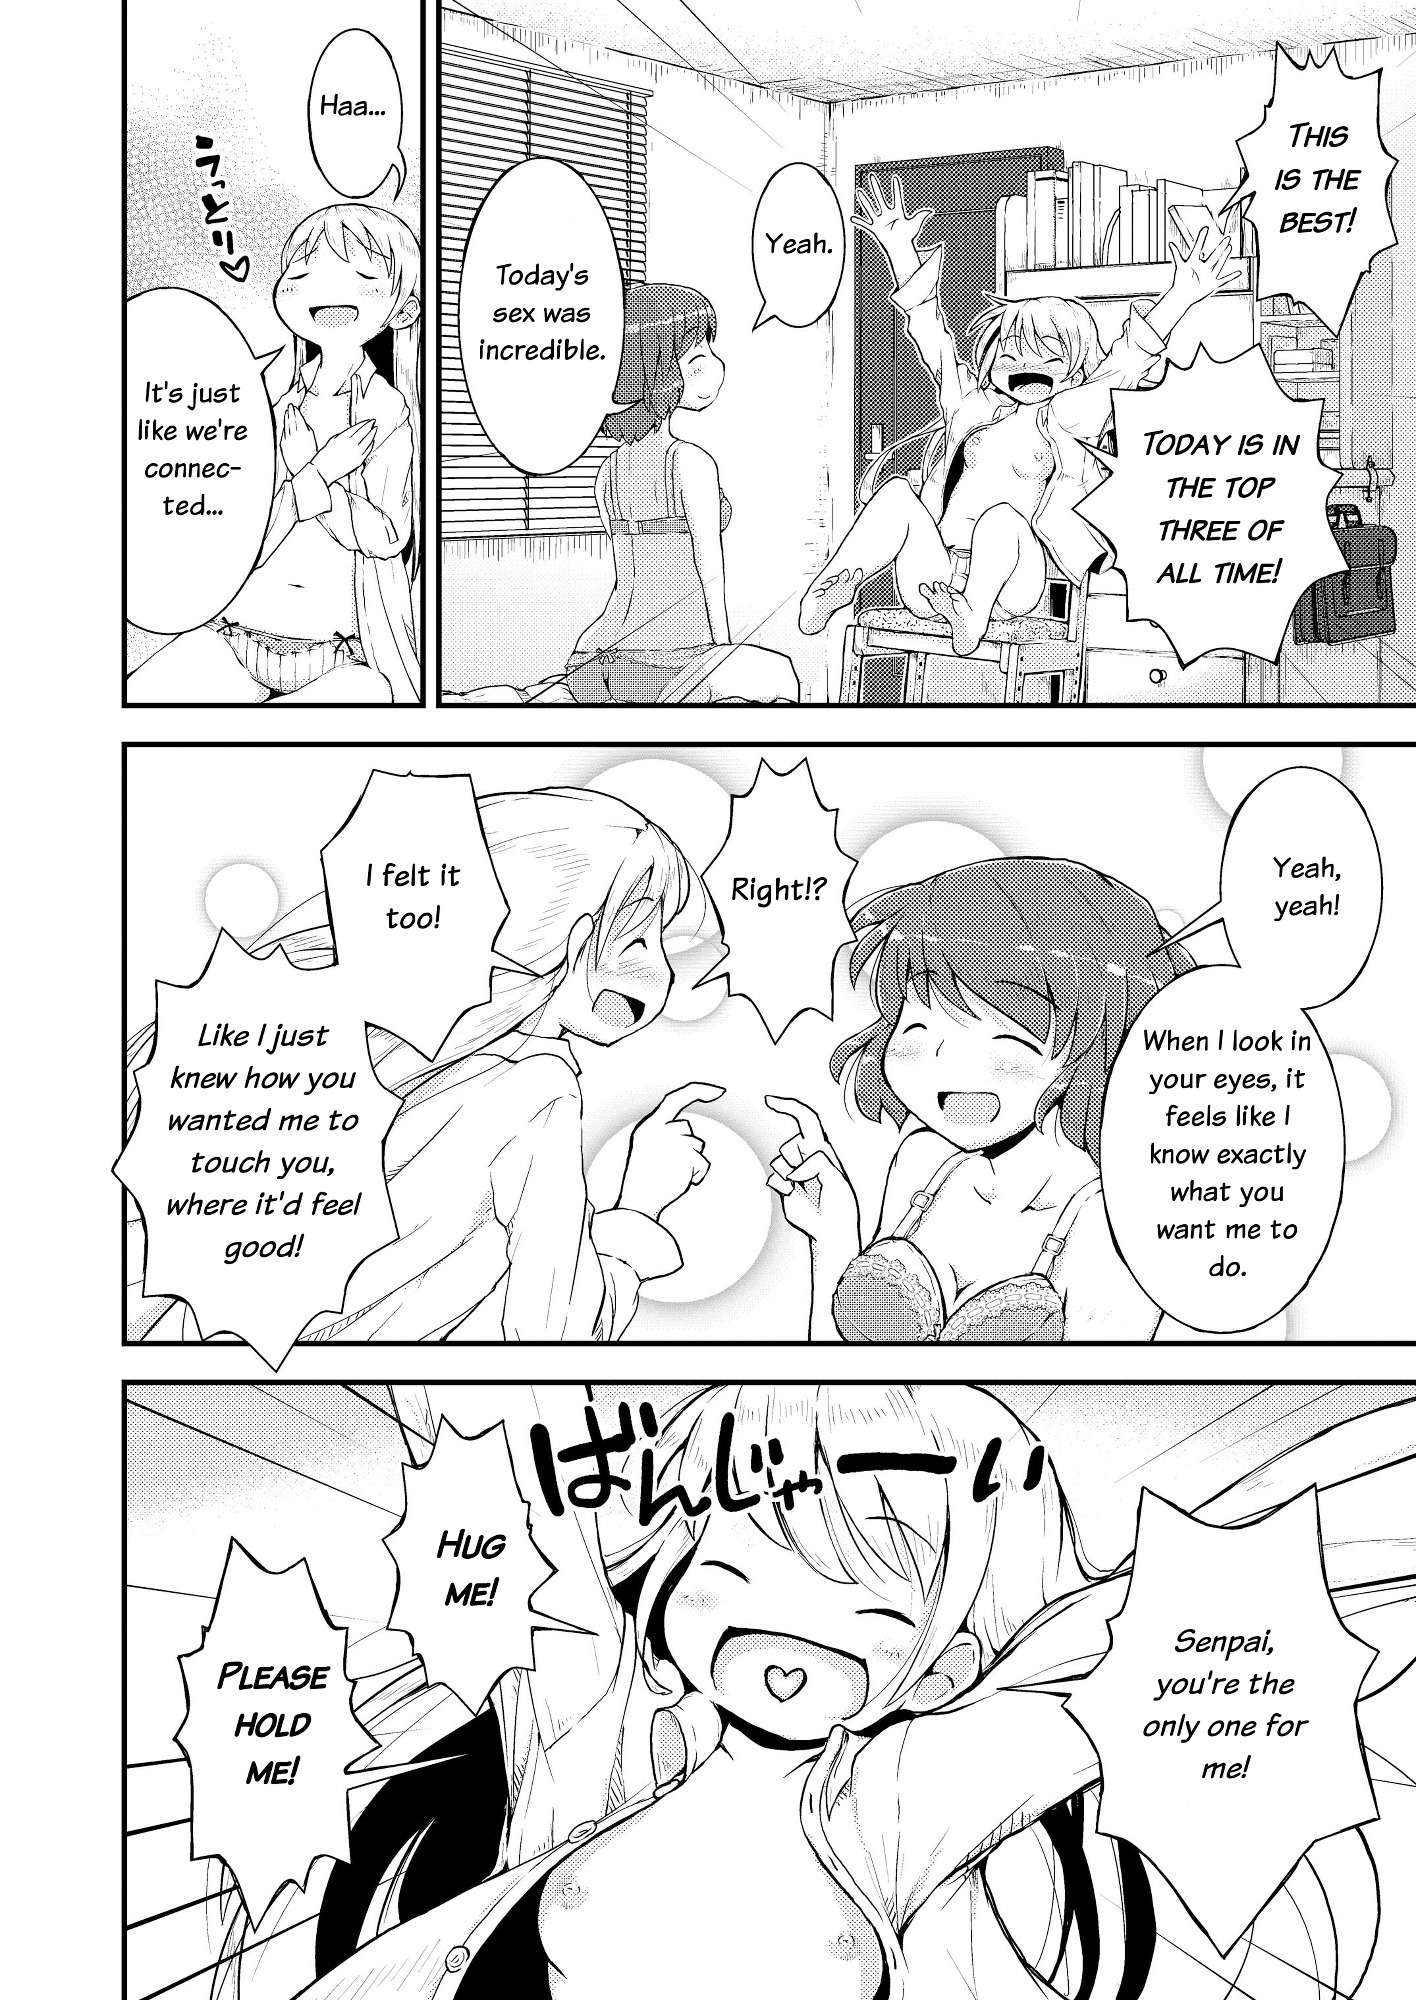 THIS
IS THE
BEST!
TODAY IS IN
THE TOP
THREE OF
ALL TIME!
Yeah.
Today's
sex was
incredible.
Haa...
うっとり♡
It's just
like we're
connec-
ted...
Yeah,
yeah!
When I look in
your eyes, it
feels like I
know exactly
what you
want me to
do.
Right!?
I felt it
too!
Like I just
knew how you
wanted me to
touch you,
where it'd feel
good!
ばんじゃーい
Senpai,
you're the
only one for
me!
HUG
ME!
PLEASE
HOLD
ME!